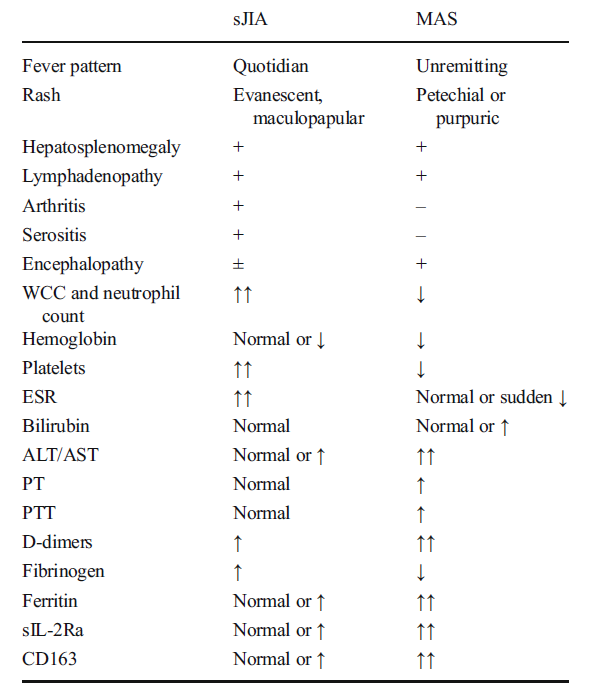 sJIA MAS
Fever pattern Quotidian Unremitting
Rash Evanescent, Petechial or
maculopapular purpuric
Hepatosplenomegaly + +
Lymphadenopathy + +
Arthritis + –
Serositis + –
Encephalopathy ± +
WCC and neutrophil ↑↑ ↓
count
Hemoglobin Normal or ↓ ↓
Platelets ↑↑ ↓
ESR ↑↑ Normal or sudden ↓
Bilirubin Normal Normal or ↑
ALT/AST Normal or ↑ ↑↑
PT Normal ↑
PTT Normal ↑
D-dimers ↑ ↑↑
Fibrinogen ↑ ↓
Ferritin Normal or ↑ ↑↑
sIL-2Ra Normal or ↑ ↑↑
CD163 Normal or ↑ ↑↑